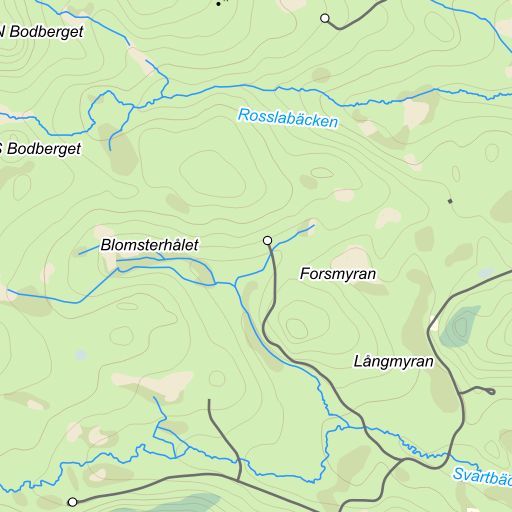 N Bodberget
Rosslabäcken
S Bodberget
Blomsterhålet
Forsmyran
Långmyran